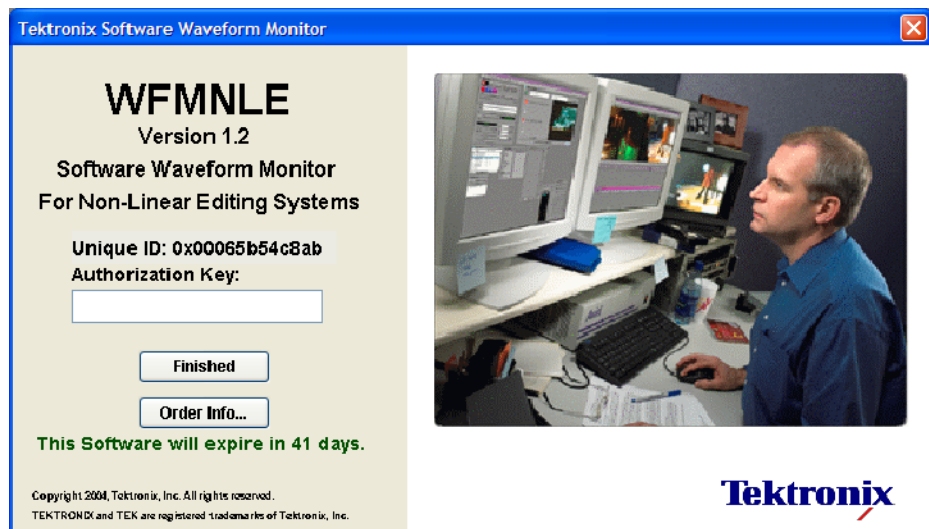 Tektronix Software Waveform Monitor
WFMNLE
Version 1.2
Software Waveform Monitor
For Non-Linear Editing Systems
Unique ID: 0x00065b54c8ab
Authorization Key:
Finished
Order Info...
This Software will expire in 41 days.
Copyright 2004, Tektronix, Inc. All rights reserved.
TEKTRONIX and TEK are registered trademarks of Tektronix, Inc.
Tektronix